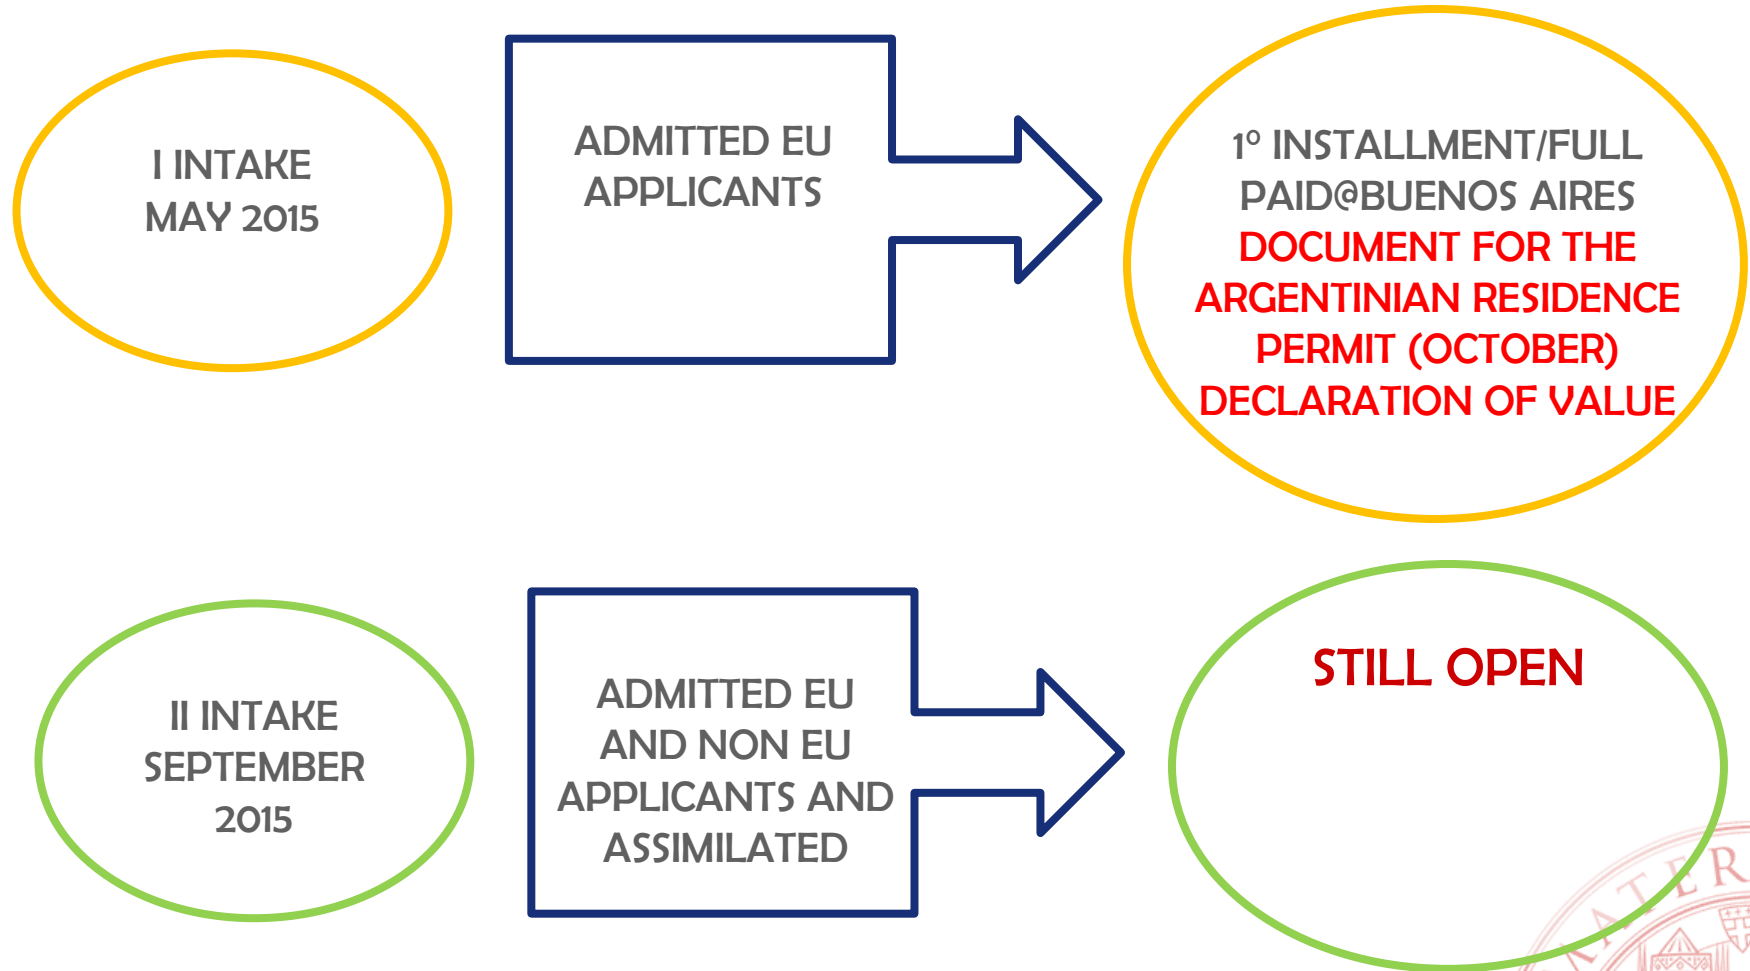 I INTAKE
MAY 2015
ADMITTED EU
APPLICANTS
1º INSTALLMENT/FULL
PAID@BUENOS AIRES
DOCUMENT FOR THE
ARGENTINIAN RESIDENCE
PERMIT (OCTOBER)
DECLARATION OF VALUE
II INTAKE
SEPTEMBER
2015
ADMITTED EU
AND NON EU
APPLICANTS AND
ASSIMILATED
STILL OPEN